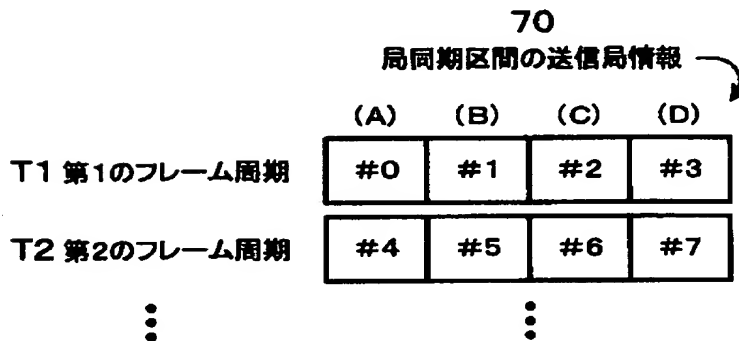 70
局同期区間の送信局情報
(A) (B) (C) (D)
T1 第1のフレーム周期 #0 #1 #2 #3
T2 第2のフレーム周期 #4 #5 #6 #7